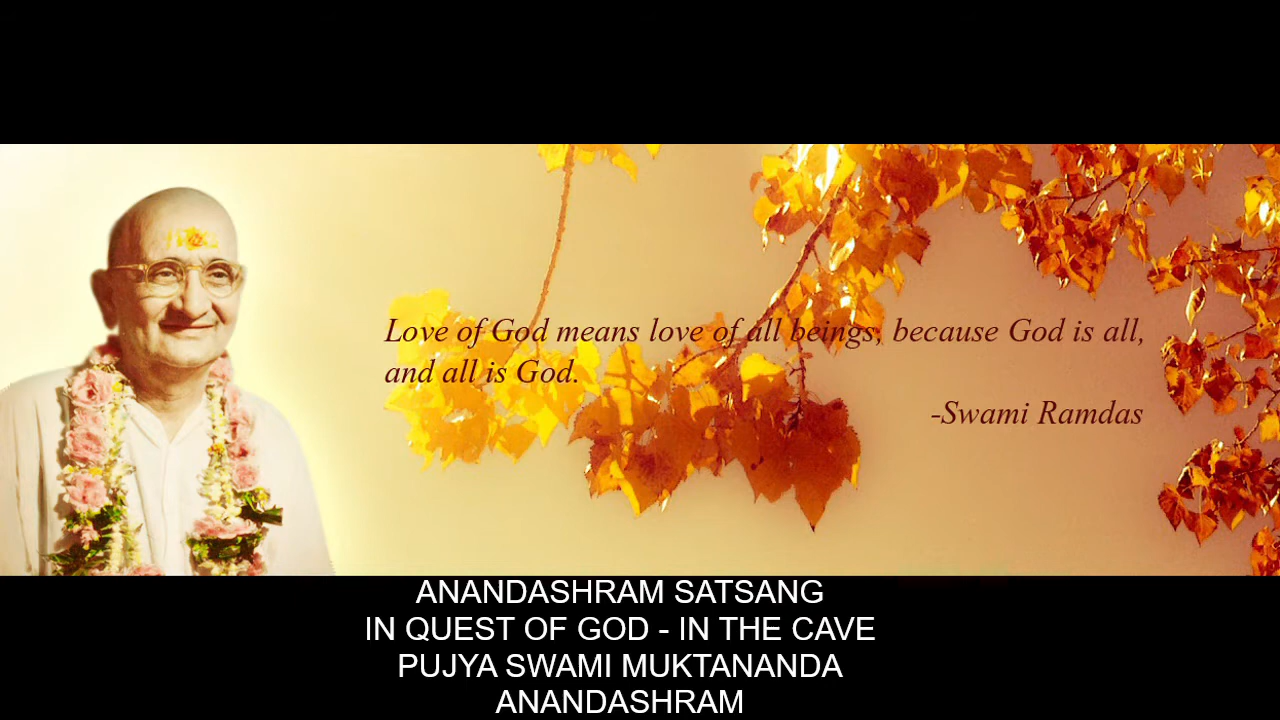 Love of God means love of all beings, because God is all,
and all is God.
-Swami Ramdas
ANANDASHRAM SATSANG
IN QUEST OF GOD - IN THE CAVE
PUJYA SWAMI MUKTANANDA
ANANDASHRAM